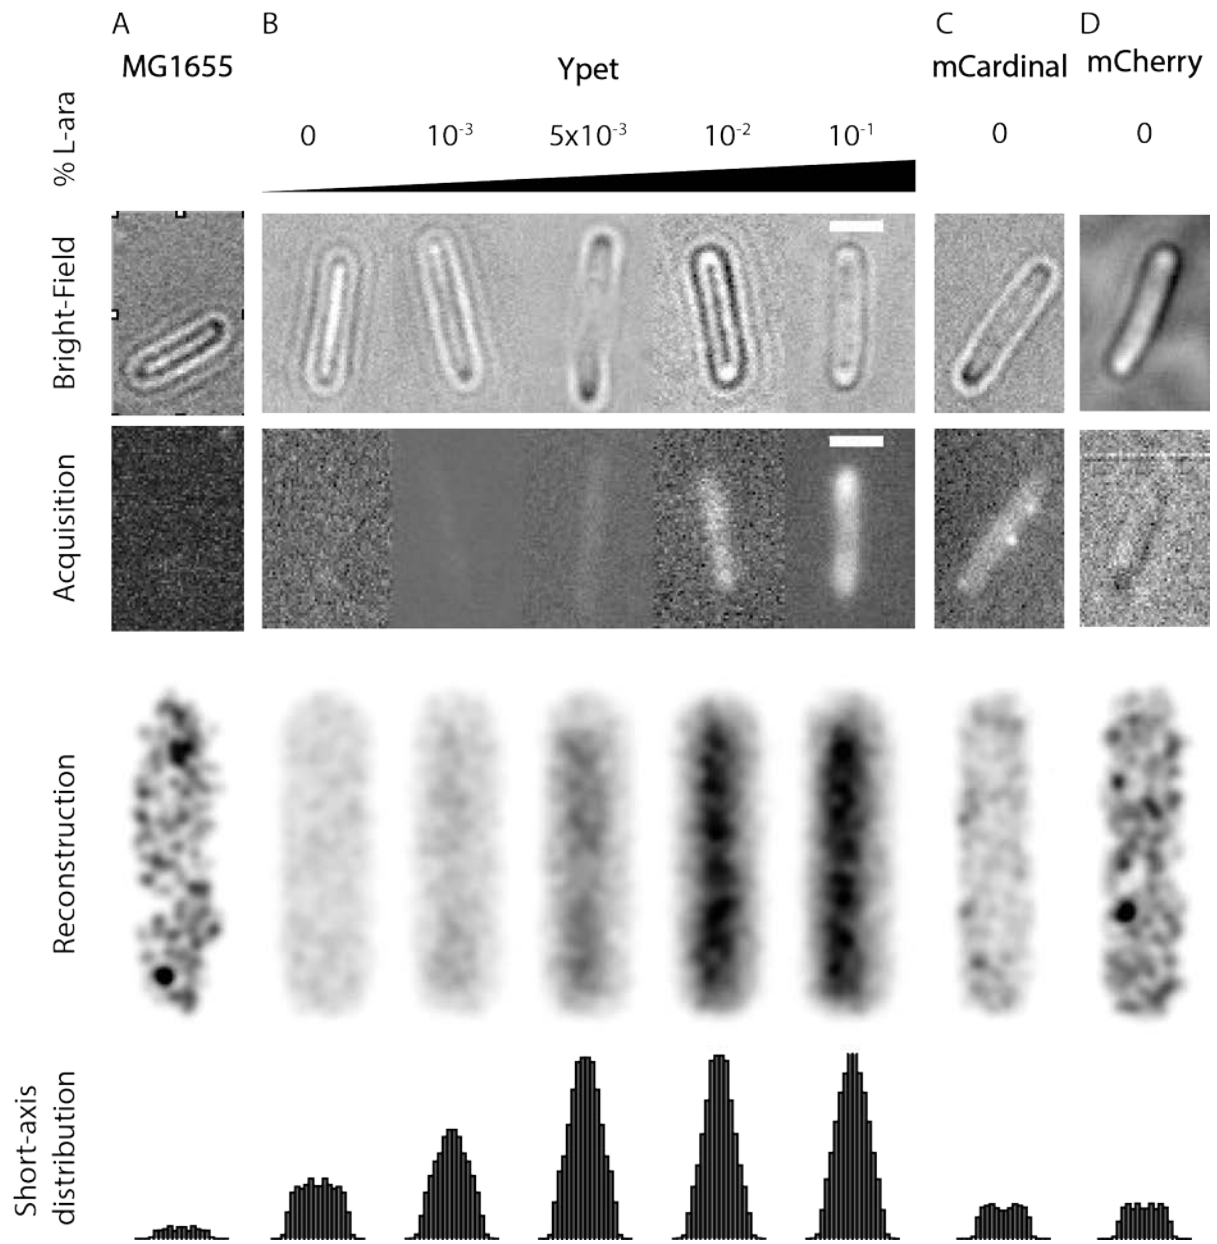 A
B
C
D
MG1655
Ypet
mCardinal
mCherry
% L-ara
0
10⁻³
5x10⁻³
10⁻²
10⁻¹
0
0
Bright-Field
Acquisition
Reconstruction
Short-axis
distribution